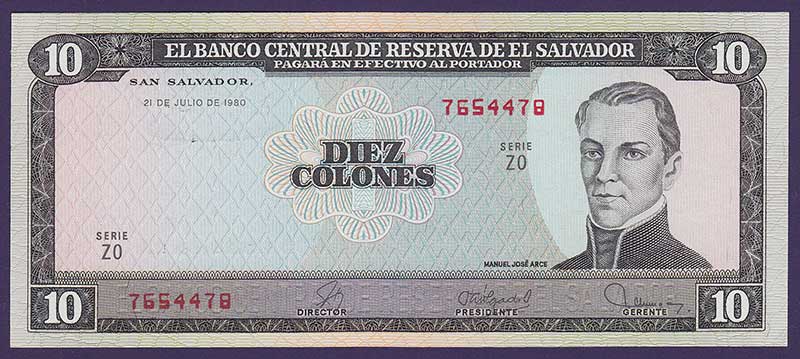 10 EL BANCO CENTRAL DE RESERVA DE EL SALVADOR 10
PAGARÁ EN EFECTIVO AL PORTADOR
SAN SALVADOR,
21 DE JULIO DE 1980
7654478
SERIE
ZO
DIEZ
COLONES
SERIE
ZO
MANUEL JOSÉ ARCE
10 7654478 10
DIRECTOR PRESIDENTE GERENTE